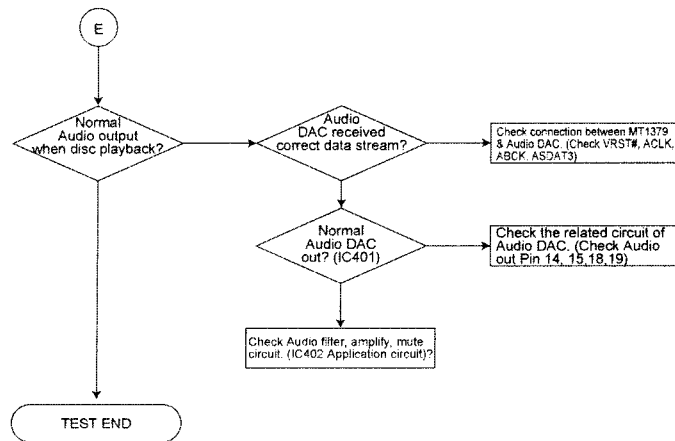 E
Normal
Audio output
when disc playback?
Audio
DAC received
correct data stream?
Check connection between MT1379
& Audio DAC. (Check VRST#, ACLK,
ABCK, ASDAT3)
Normal
Audio DAC
out? (IC401)
Check the related circuit of
Audio DAC. (Check Audio
out Pin 14, 15,18,19)
Check Audio filter, amplify, mute
circuit. (IC402 Application circuit)?
TEST END